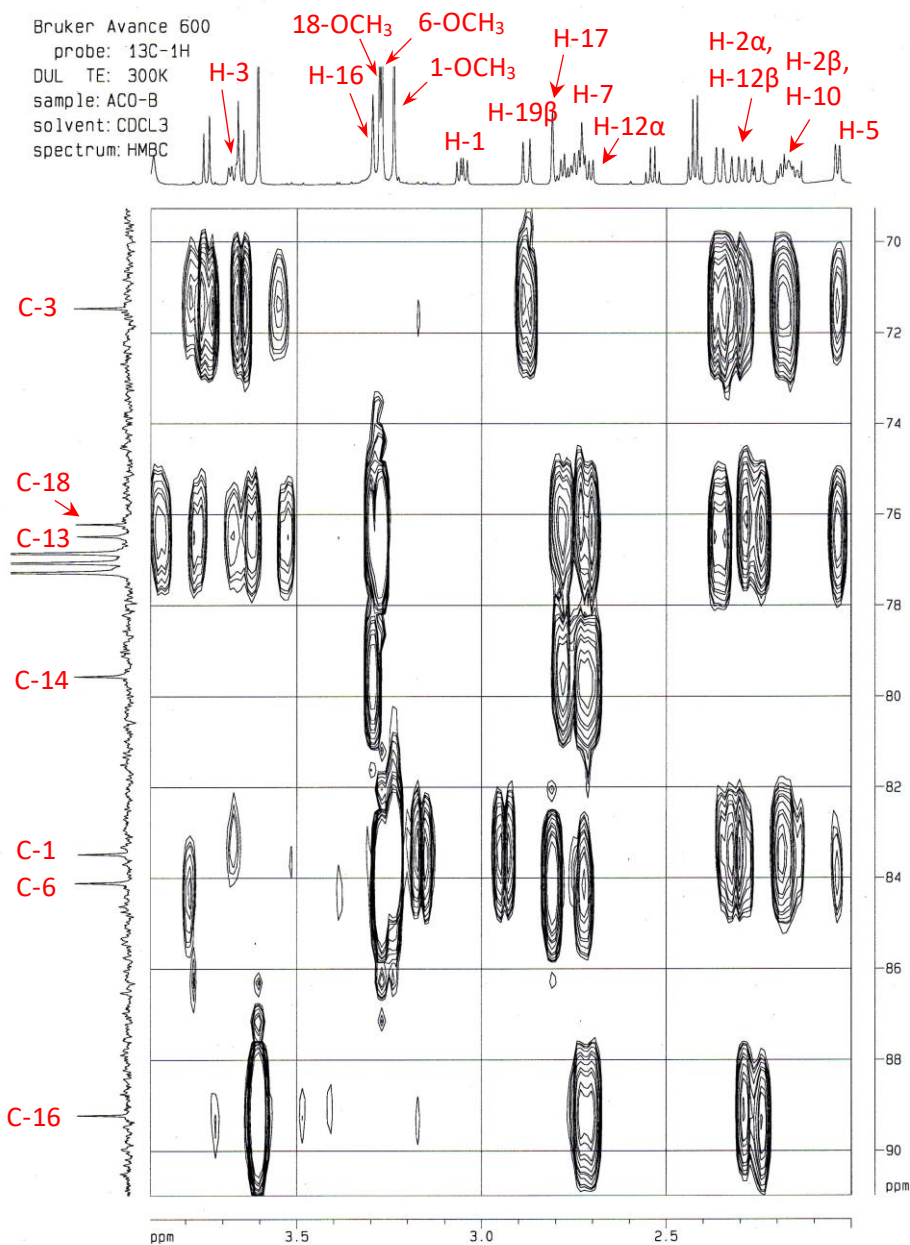 Bruker Avance 600
probe: 13C-1H
DUL TE: 300K
sample: ACO-B
solvent: CDCL3
spectrum: HMBC
18-OCH₃
6-OCH₃
H-3
H-16
1-OCH₃
H-1
H-19β
H-17
H-7
H-12α
H-2α,
H-12β
H-2β,
H-10
H-5
C-3
C-18
C-13
C-14
C-1
C-6
C-16
70
72
74
76
78
80
82
84
86
88
90
ppm
ppm
3.5
3.0
2.5